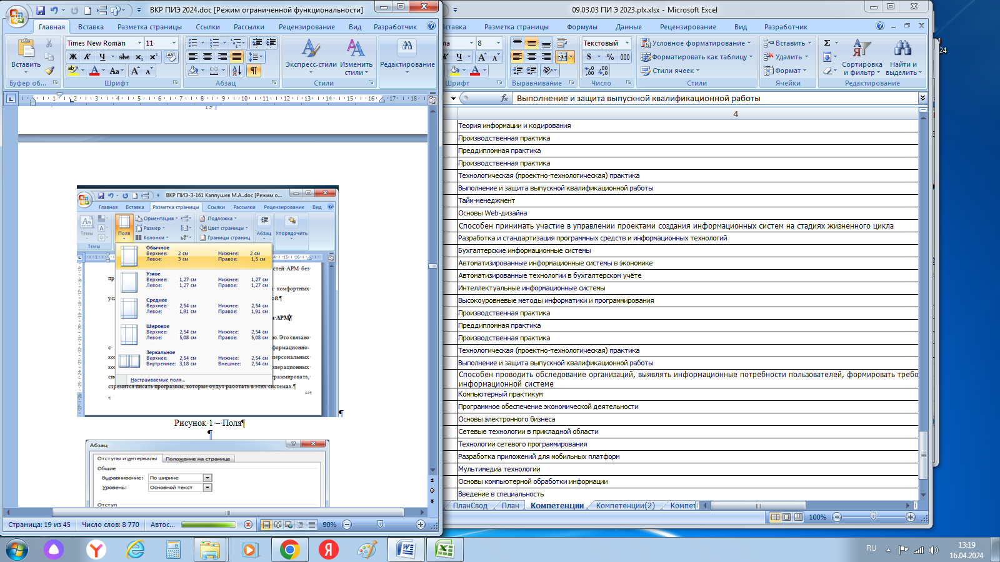 ВКР ПИЭ 2024.doc [Режим ограниченной функциональности]
Главная Вставка Разметка страницы Ссылки Рассылки Рецензирование Вид Разработчик
Times New Roman 11
Вставить
Экспресс-стили
Изменить стили
Редактирование
Буфер об... Шрифт Абзац Стили
19
ВКР ПИЭ-3-161 Каппушев М.А..doc [Режим о...
Главная Вставка Разметка страницы Ссылки Рассылки Рецензирование Вид
Темы
Поля
Ориентация
Размер
Колонки
Подложка
Цвет страницы
Границы страниц
Абзац
Упорядочить
Темы
Обычное
Верхнее: 2 см Нижнее: 2 см
Левое: 3 см Правое: 1,5 см
Узкое
Верхнее: 1,27 см Нижнее: 1,27 см
Левое: 1,27 см Правое: 1,27 см
Среднее
Верхнее: 2,54 см Нижнее: 2,54 см
Левое: 1,91 см Правое: 1,91 см
Широкое
Верхнее: 2,54 см Нижнее: 2,54 см
Левое: 5,08 см Правое: 5,08 см
Зеркальное
Верхнее: 2,54 см Нижнее: 2,54 см
Внутреннее: 3,18 см Внешнее: 2,54 см
Настраиваемые поля...
стремится писать программы, которые будут работать в этих системах.¶
44
Рисунок 1 – Поля¶
Абзац
Отступы и интервалы Положение на странице
Общие
Выравнивание: По ширине
Уровень: Основной текст
Отступ
Страница: 19 из 45 Число слов: 8 770 Автос... 90%
09.03.03 ПИ Э 2023.plx.xlsx - Microsoft Excel
ставка Разметка страницы Формулы Данные Рецензирование Вид Разработчик
8
Текстовый
Условное форматирование
Форматировать как таблицу
Стили ячеек
Вставить
Удалить
Формат
Сортировка и фильтр
Найти и выделить
рифт Выравнивание Число Стили Ячейки Редактирование
Выполнение и защита выпускной квалификационной работы
4
Теория информации и кодирования
Производственная практика
Преддипломная практика
Производственная практика
Технологическая (проектно-технологическая) практика
Выполнение и защита выпускной квалификационной работы
Тайм-менеджмент
Основы Web-дизайна
Способен принимать участие в управлении проектами создания информационных систем на стадиях жизненного цикла
Разработка и стандартизация программных средств и информационных технологий
Бухгалтерские информационные системы
Автоматизированные информационные системы в экономике
Автоматизированные технологии в бухгалтерском учёте
Интеллектуальные информационные системы
Высокоуровневые методы информатики и программирования
Производственная практика
Преддипломная практика
Производственная практика
Технологическая (проектно-технологическая) практика
Выполнение и защита выпускной квалификационной работы
Способен проводить обследование организаций, выявлять информационные потребности пользователей, формировать требо
информационной системе
Компьютерный практикум
Программное обеспечение экономической деятельности
Основы электронного бизнеса
Сетевые технологии в прикладной области
Технологии сетевого программирования
Разработка приложений для мобильных платформ
Мультимедиа технологии
Основы компьютерной обработки информации
Введение в специальность
ПланСвод План Компетенции Компетенции(2) Компет
100%
RU
13:19
16.04.2024